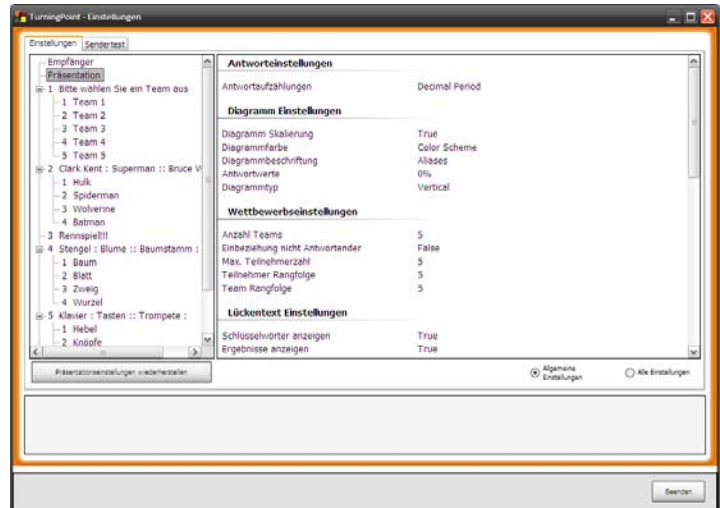 TurningPoint - Einstellungen
Einstellungen Sendertest
Empfänger
Präsentation
1 Bitte wählen Sie ein Team aus
1 Team 1
2 Team 2
3 Team 3
4 Team 4
5 Team 5
2 Clark Kent : Superman :: Bruce W
1 Hulk
2 Spiderman
3 Wolverine
4 Batman
3 Rennspiel!!!
4 Stengel : Blume :: Baumstamm :
1 Baum
2 Blatt
3 Zweig
4 Wurzel
5 Klavier : Tasten :: Trompete :
1 Hebel
2 Knöpfe
Antworteinstellungen
Antwortaufzählungen Decimal Period
Diagramm Einstellungen
Diagramm Skalierung True
Diagrammfarbe Color Scheme
Diagrammbeschriftung Aliases
Antwortwerte 0%
Diagrammtyp Vertical
Wettbewerbseinstellungen
Anzahl Teams 5
Einbeziehung nicht Antwortender False
Max. Teilnehmerzahl 5
Teilnehmer Rangfolge 5
Team Rangfolge 5
Lückentext Einstellungen
Schlüsselwörter anzeigen True
Ergebnisse anzeigen True
Präsentationseinstellungen wiederherstellen
Allgemeine
Einstellungen
Alle Einstellungen
Beenden